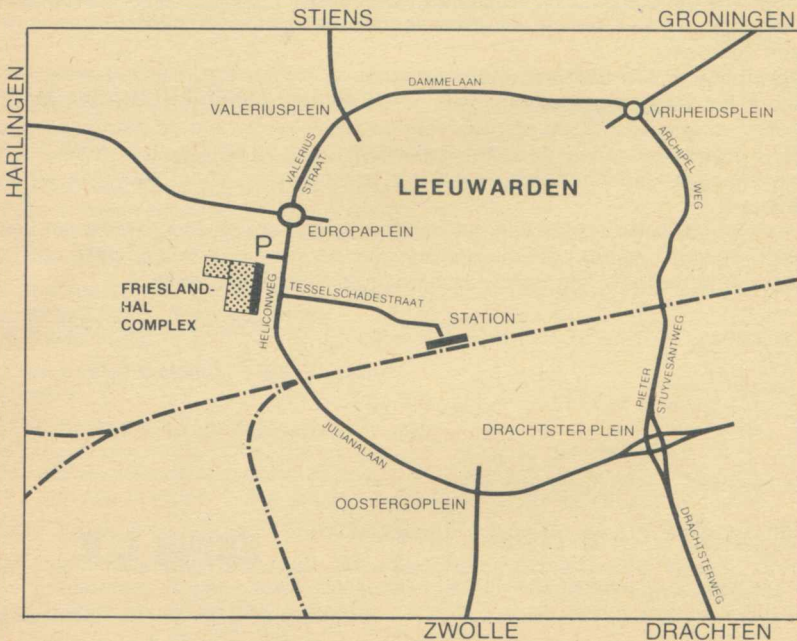 STIENS
GRONINGEN
HARLINGEN
DAMMELAAN
VALERIUSPLEIN
VRIJHEIDSPLEIN
VALERIUS
STRAAT
ARCHIPEL
WEG
LEEUWARDEN
EUROPAPLEIN
P
FRIESLAND-
HAL
COMPLEX
HELICONWEG
TESSELSCHADESTRAAT
STATION
PIETER
STUYVESANTWEG
JULIANALAAN
DRACHTSTER PLEIN
OOSTERGOPLEIN
DRACHTSTERWEG
ZWOLLE
DRACHTEN